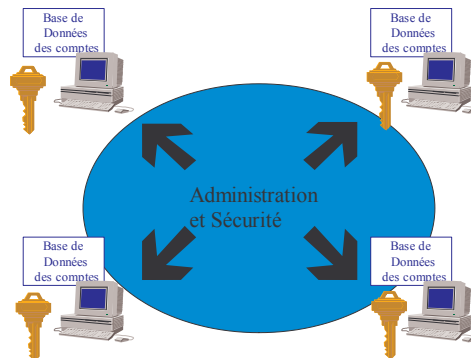 Base de
Données
des comptes
Base de
Données
des comptes
Administration
et Sécurité
Base de
Données
des comptes
Base de
Données
des comptes